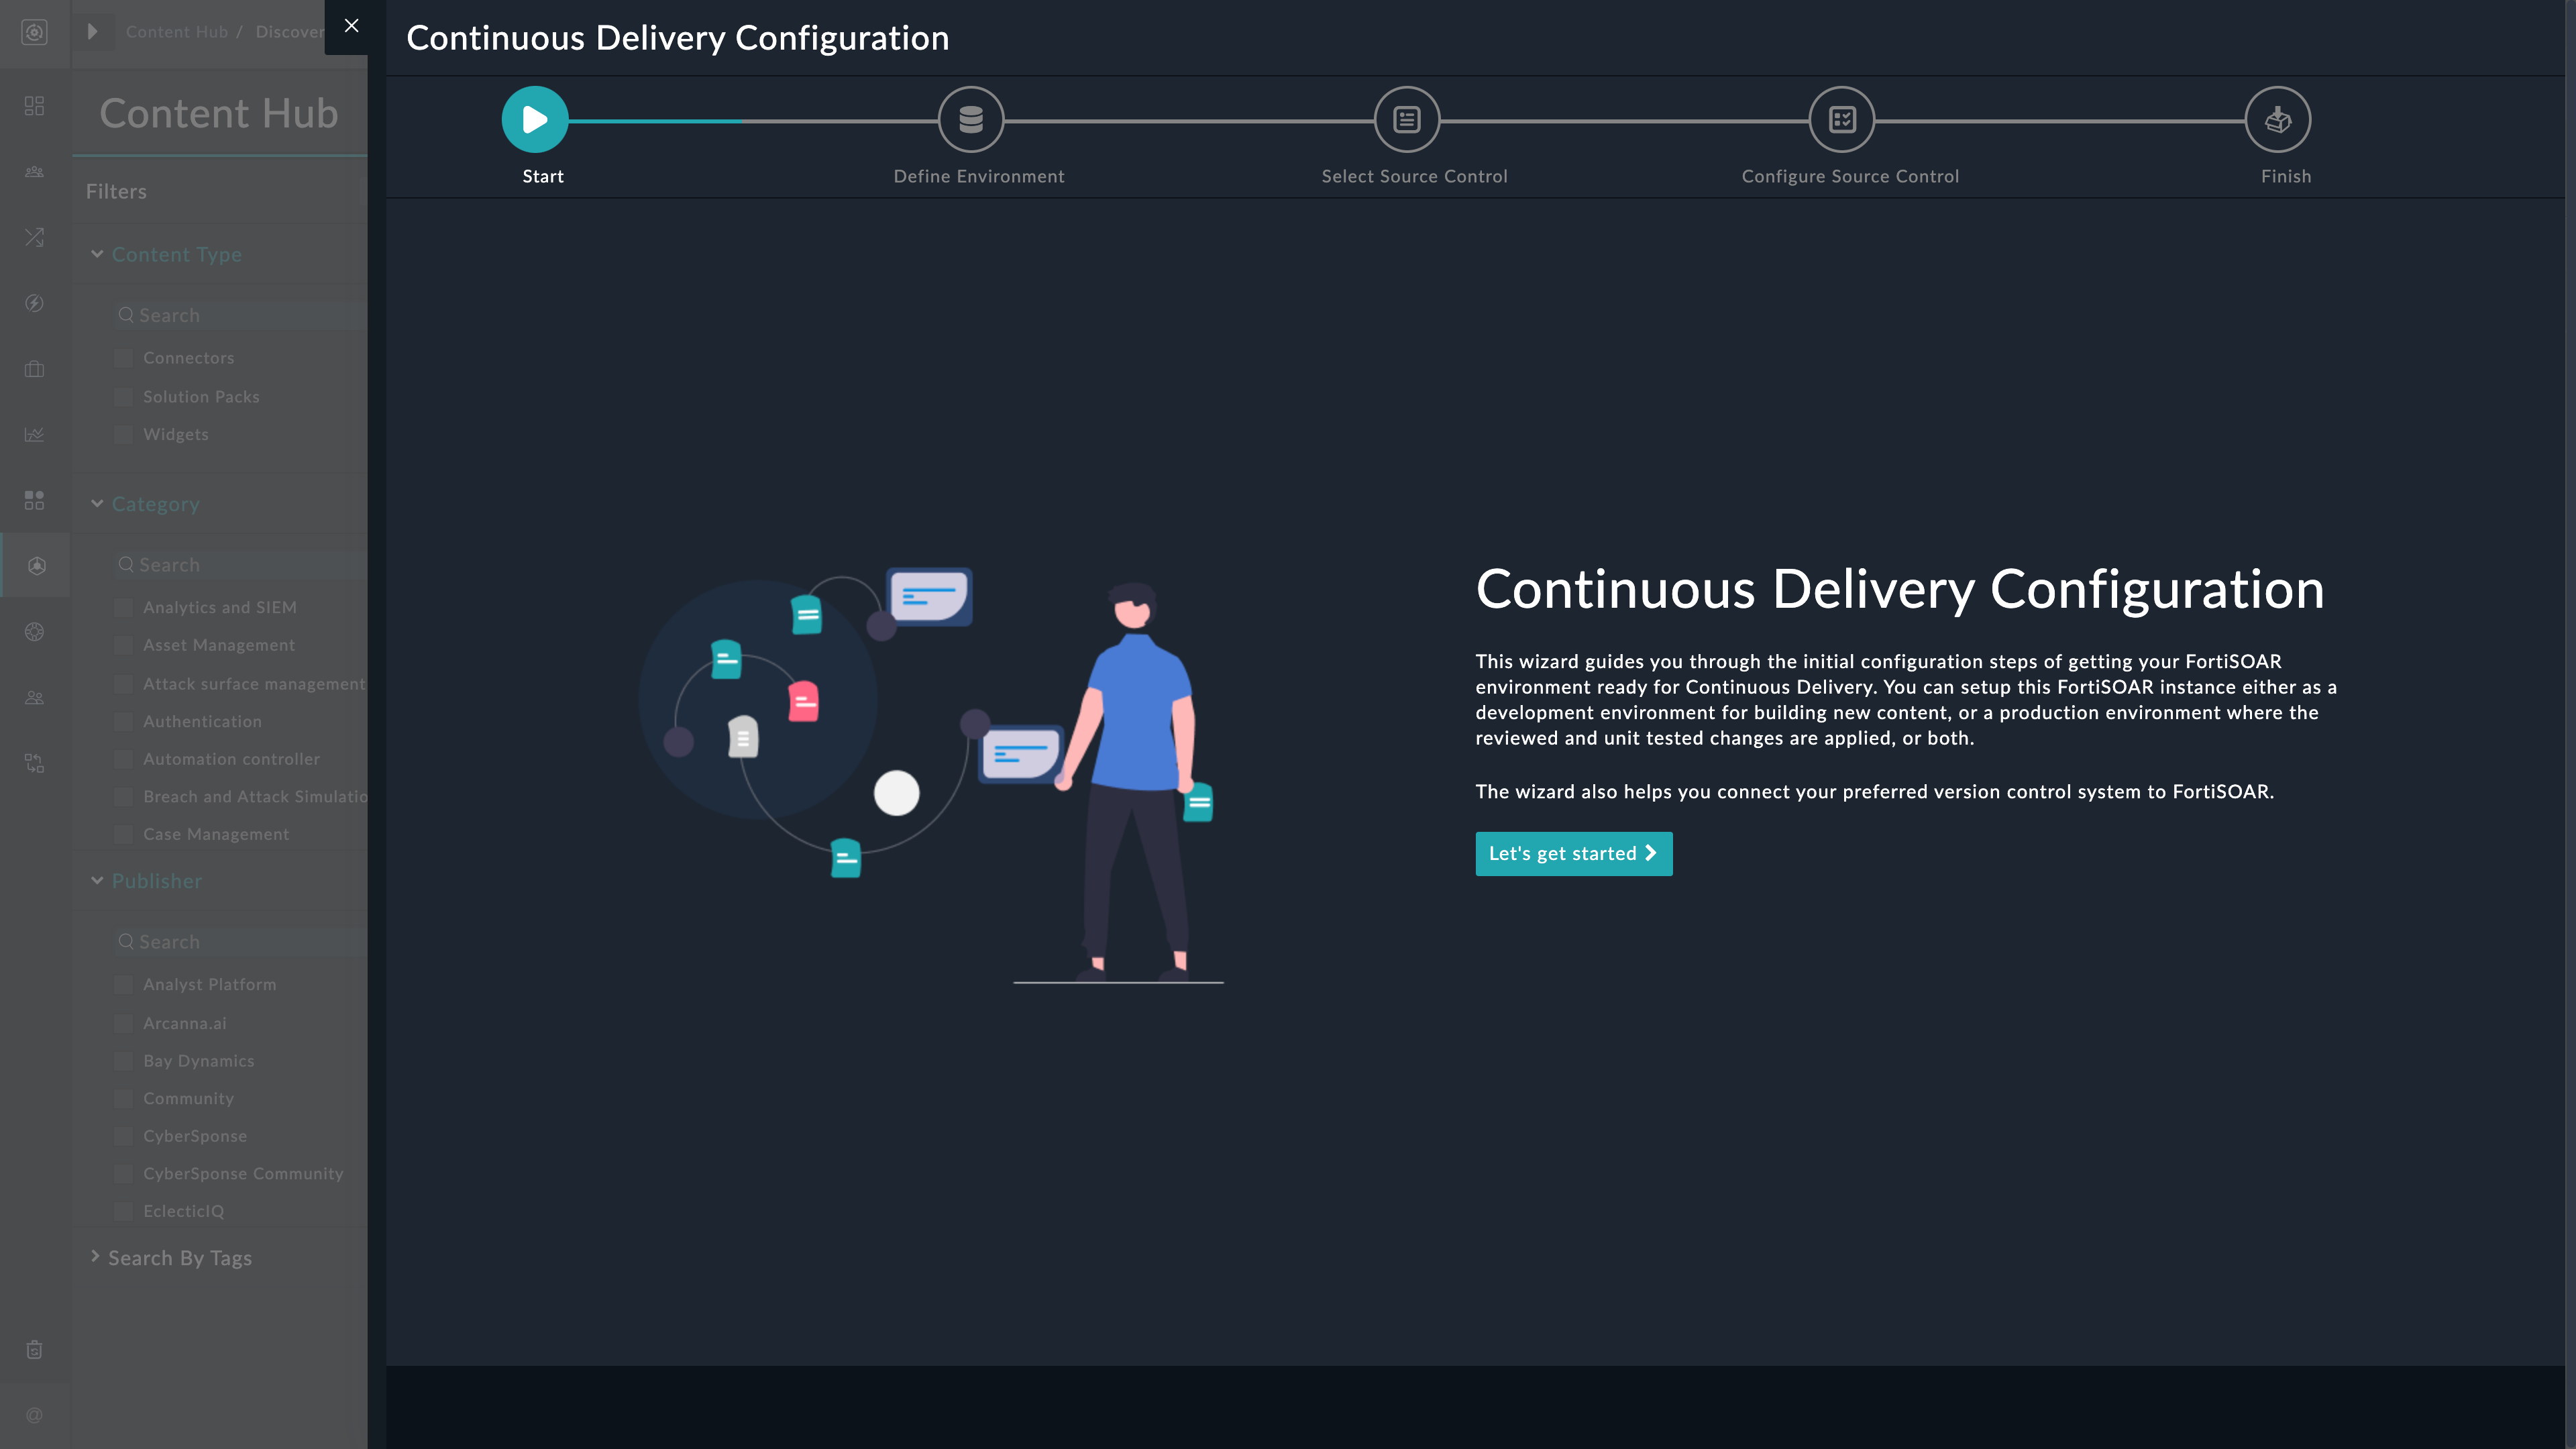 Content Hub / Discover
Continuous Delivery Configuration
Content Hub
Start
Define Environment
Select Source Control
Configure Source Control
Finish
Filters
Content Type
Search
Connectors
Solution Packs
Widgets
Category
Search
Analytics and SIEM
Asset Management
Attack surface management
Authentication
Automation controller
Breach and Attack Simulatio
Case Management
Publisher
Search
Analyst Platform
Arcanna.ai
Bay Dynamics
Community
CyberSponse
CyberSponse Community
EclecticIQ
Search By Tags
Continuous Delivery Configuration
This wizard guides you through the initial configuration steps of getting your FortiSOAR
environment ready for Continuous Delivery. You can setup this FortiSOAR instance either as a
development environment for building new content, or a production environment where the
reviewed and unit tested changes are applied, or both.
The wizard also helps you connect your preferred version control system to FortiSOAR.
Let's get started